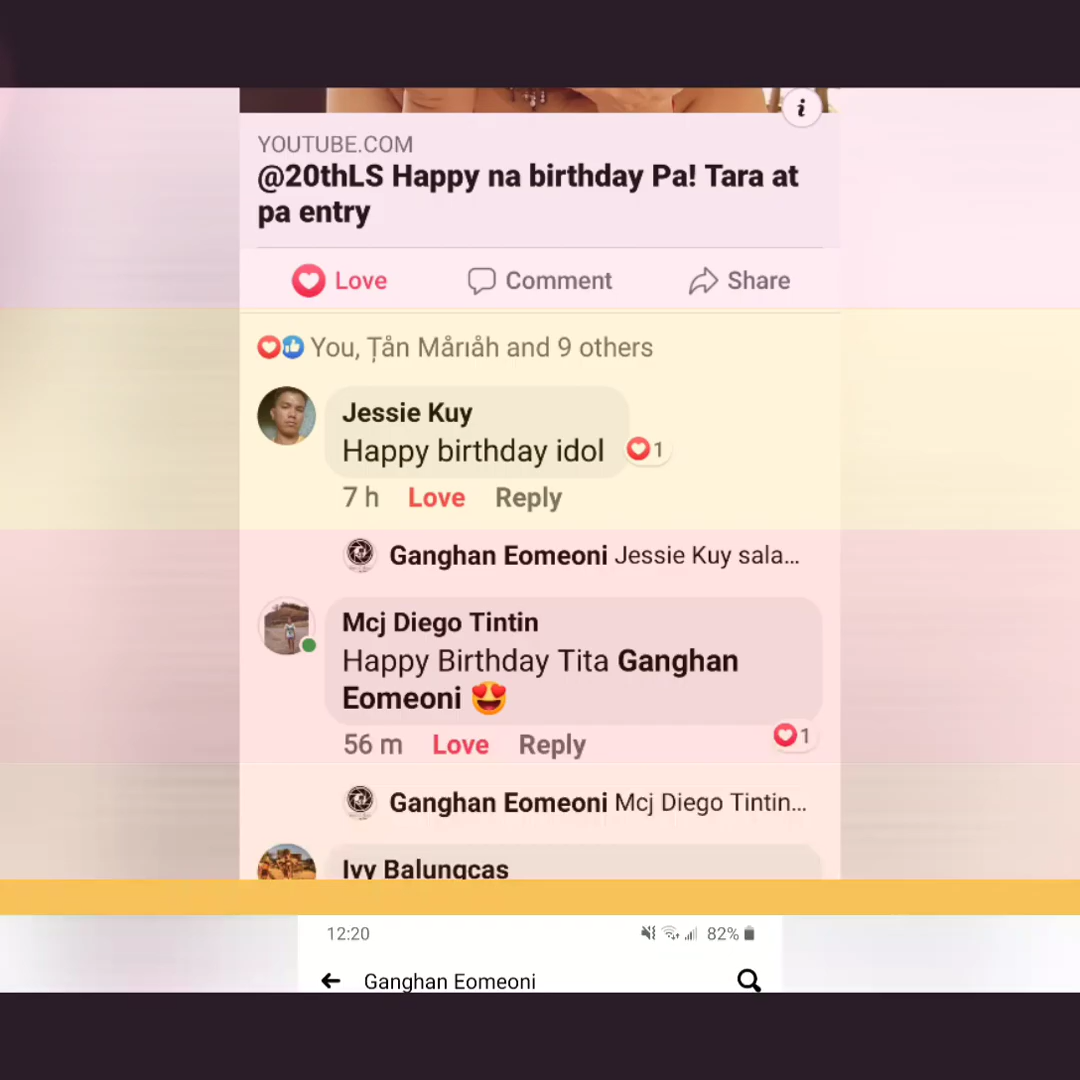 YOUTUBE.COM
@20thLS Happy na birthday Pa! Tara at
pa entry
Love Comment Share
You, Ţån Mårıåh and 9 others
Jessie Kuy
Happy birthday idol 1
7 h Love Reply
Ganghan Eomeoni Jessie Kuy sala...
Mcj Diego Tintin
Happy Birthday Tita Ganghan
Eomeoni 😍
56 m Love Reply 1
Ganghan Eomeoni Mcj Diego Tintin...
Ivy Balungcas
12:20 82%
Ganghan Eomeoni